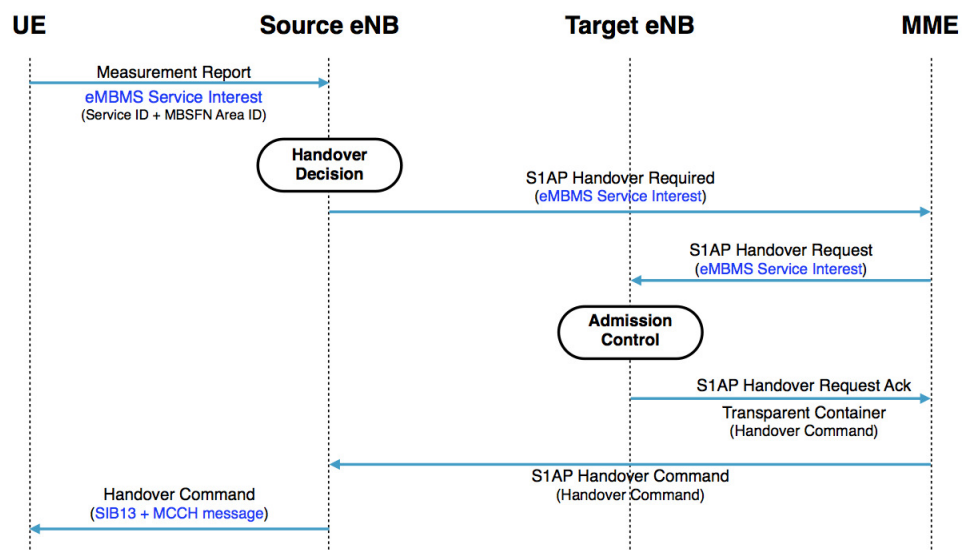 UE Source eNB Target eNB MME
Measurement Report
eMBMS Service Interest
(Service ID + MBSFN Area ID)
Handover
Decision
S1AP Handover Required
(eMBMS Service Interest)
S1AP Handover Request
(eMBMS Service Interest)
Admission
Control
S1AP Handover Request Ack
Transparent Container
(Handover Command)
S1AP Handover Command
(Handover Command)
Handover Command
(SIB13 + MCCH message)